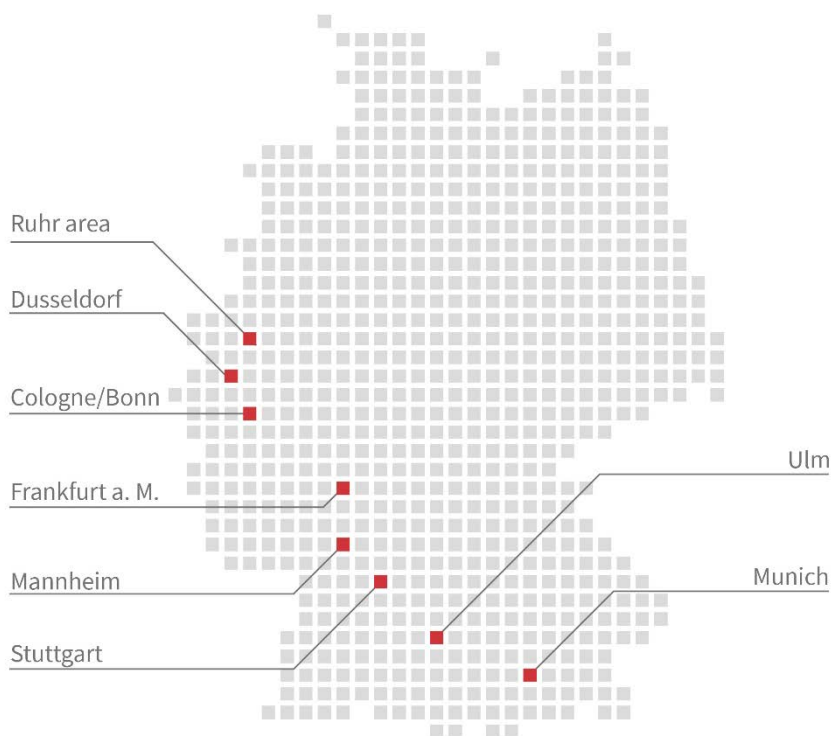 Ruhr area
Dusseldorf
Cologne/Bonn
Frankfurt a. M.
Mannheim
Stuttgart
Ulm
Munich